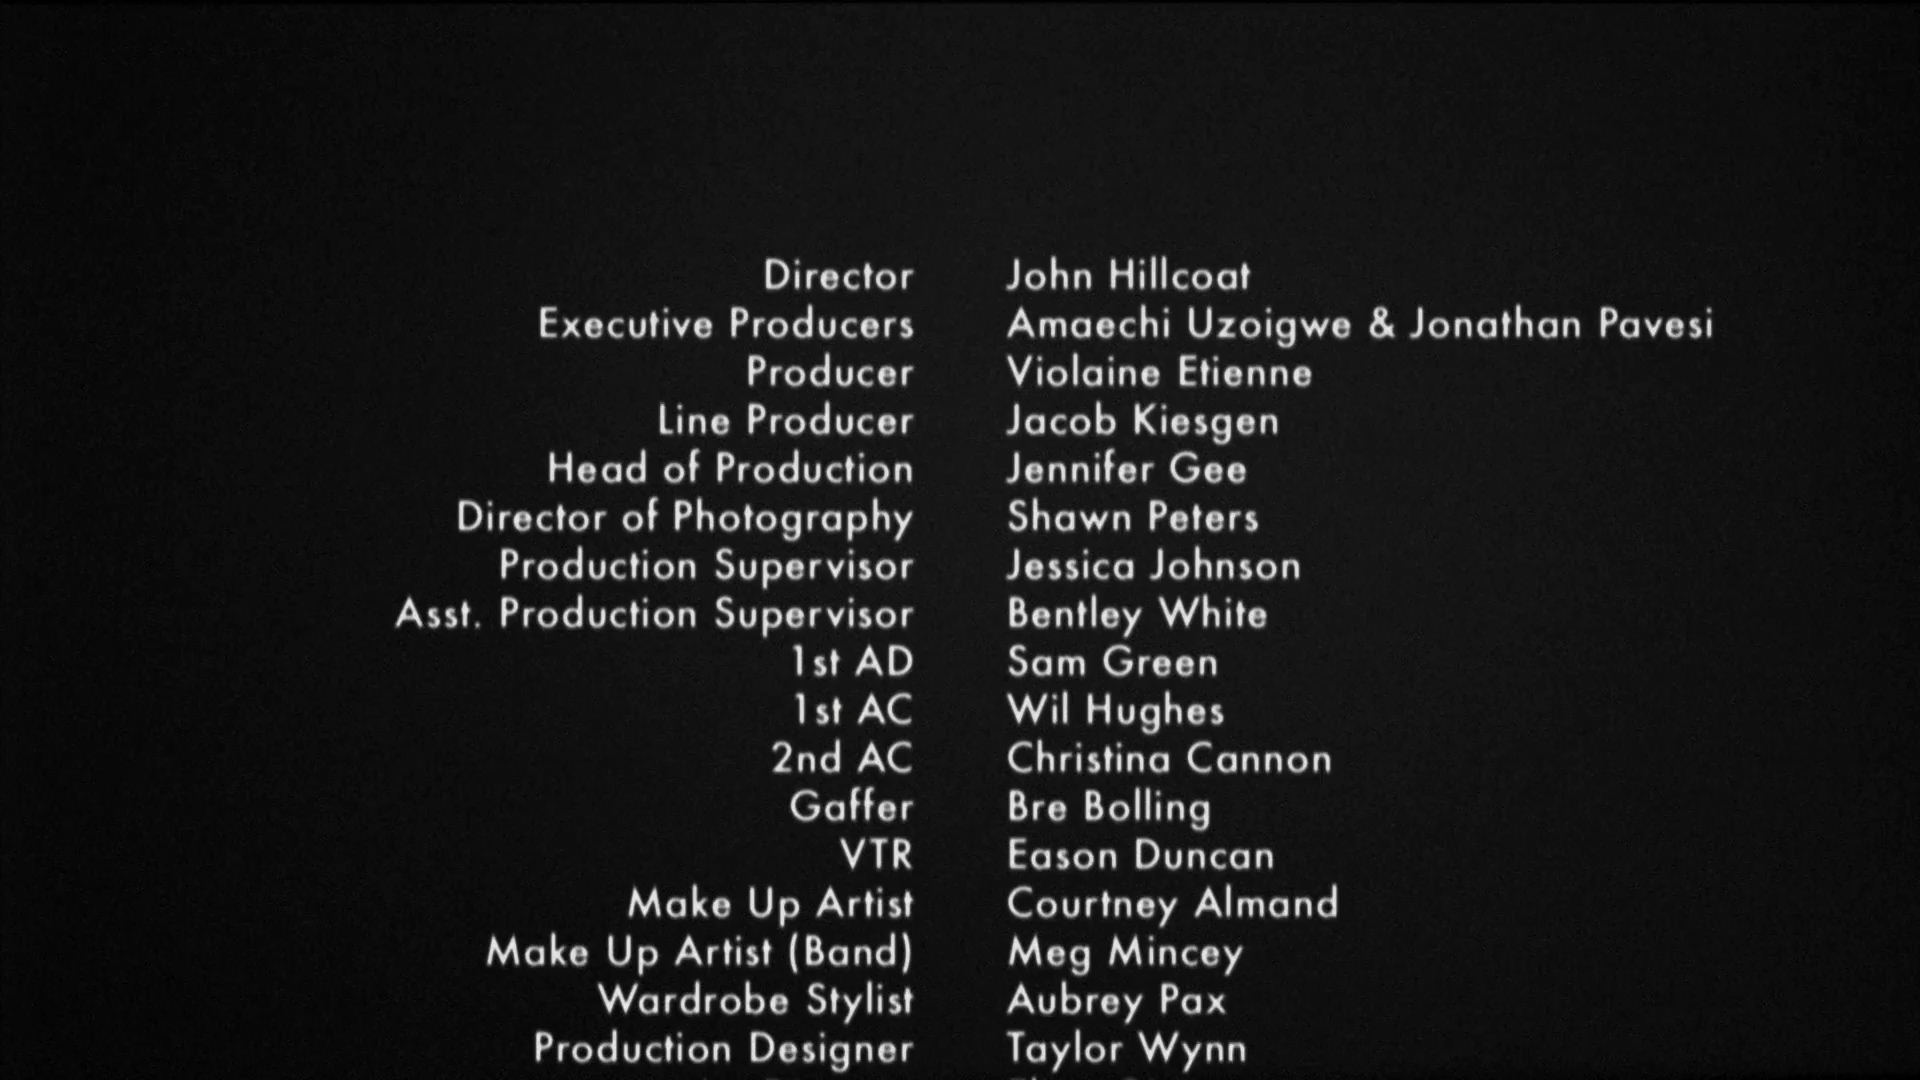 Director John Hillcoat
Executive Producers Amaechi Uzoigwe & Jonathan Pavesi
Producer Violaine Etienne
Line Producer Jacob Kiesgen
Head of Production Jennifer Gee
Director of Photography Shawn Peters
Production Supervisor Jessica Johnson
Asst. Production Supervisor Bentley White
1st AD Sam Green
1st AC Wil Hughes
2nd AC Christina Cannon
Gaffer Bre Bolling
VTR Eason Duncan
Make Up Artist Courtney Almand
Make Up Artist (Band) Meg Mincey
Wardrobe Stylist Aubrey Pax
Production Designer Taylor Wynn